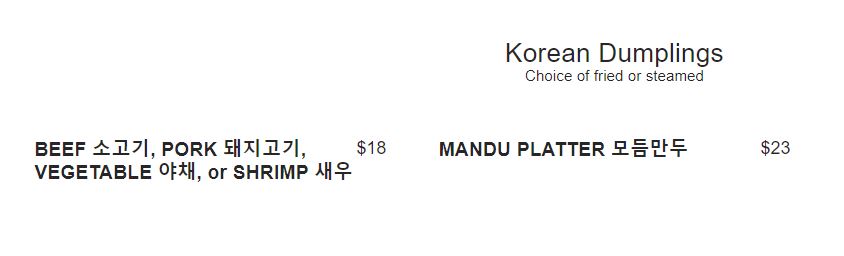 Korean Dumplings
Choice of fried or steamed
BEEF 소고기, PORK 돼지고기, $18
VEGETABLE 야채, or SHRIMP 새우
MANDU PLATTER 모듬만두 $23